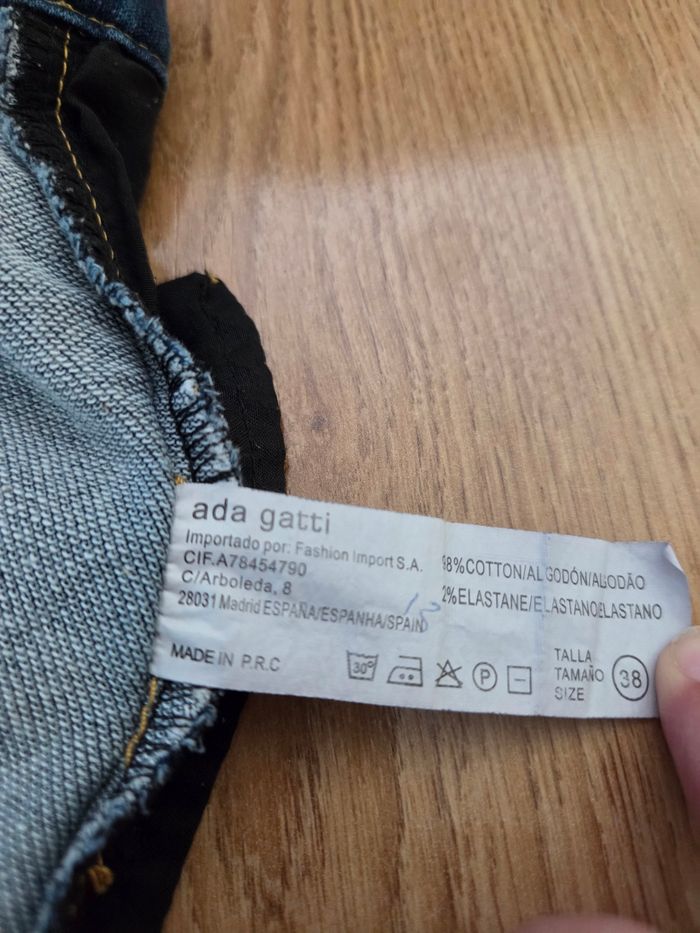 ada gatti
Importado por: Fashion Import S.A.
CIF.A78454790
C/Arboleda, 8
28031 Madrid ESPAÑA/ESPANHA/SPAIN
MADE IN P.R.C
98%COTTON/ALGODÓN/ALGODÃO
2%ELASTANE/ELASTANO/ELASTANO
30°
P
TALLA
TAMAÑO
SIZE
38